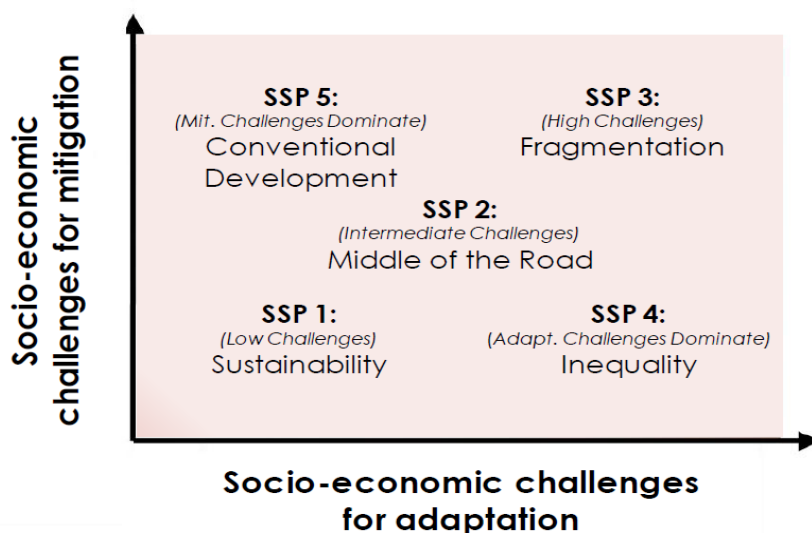 Socio-economic
challenges for mitigation
SSP 5:
(Mit. Challenges Dominate)
Conventional
Development
SSP 3:
(High Challenges)
Fragmentation
SSP 2:
(Intermediate Challenges)
Middle of the Road
SSP 1:
(Low Challenges)
Sustainability
SSP 4:
(Adapt. Challenges Dominate)
Inequality
Socio-economic challenges
for adaptation